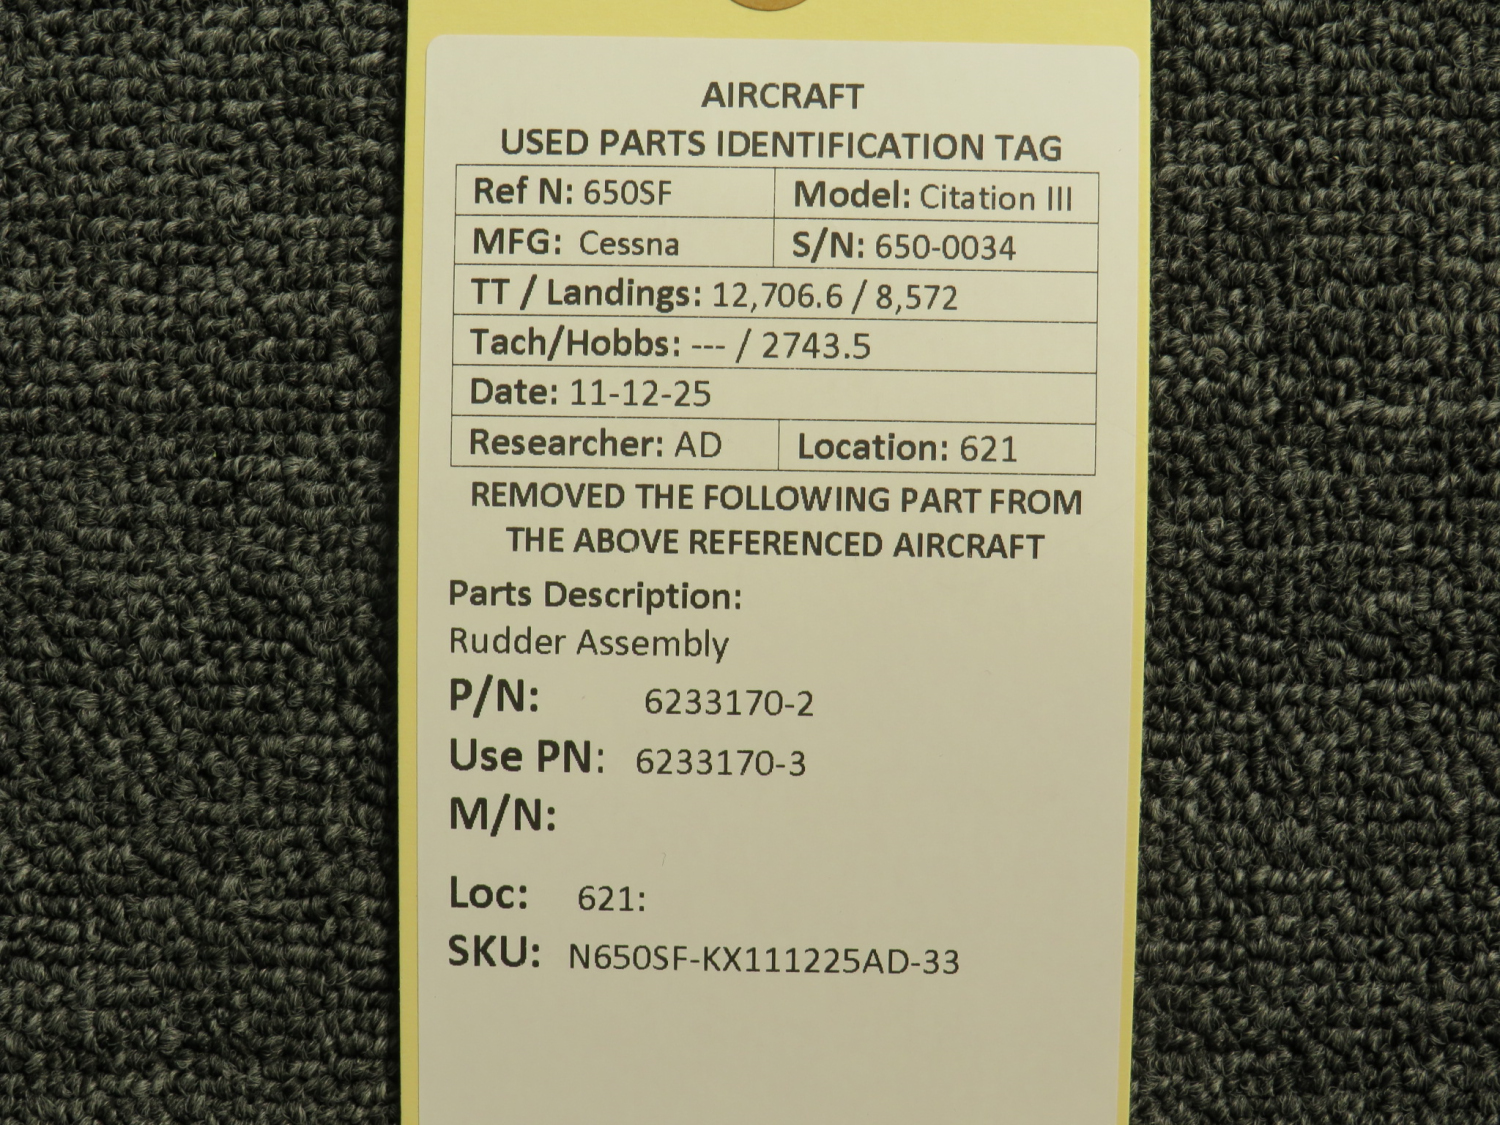 AIRCRAFT
USED PARTS IDENTIFICATION TAG
Ref N: 650SF Model: Citation III
MFG: Cessna S/N: 650-0034
TT / Landings: 12,706.6 / 8,572
Tach/Hobbs: --- / 2743.5
Date: 11-12-25
Researcher: AD Location: 621
REMOVED THE FOLLOWING PART FROM
THE ABOVE REFERENCED AIRCRAFT
Parts Description:
Rudder Assembly
P/N: 6233170-2
Use PN: 6233170-3
M/N:
Loc: 621:
SKU: N650SF-KX111225AD-33